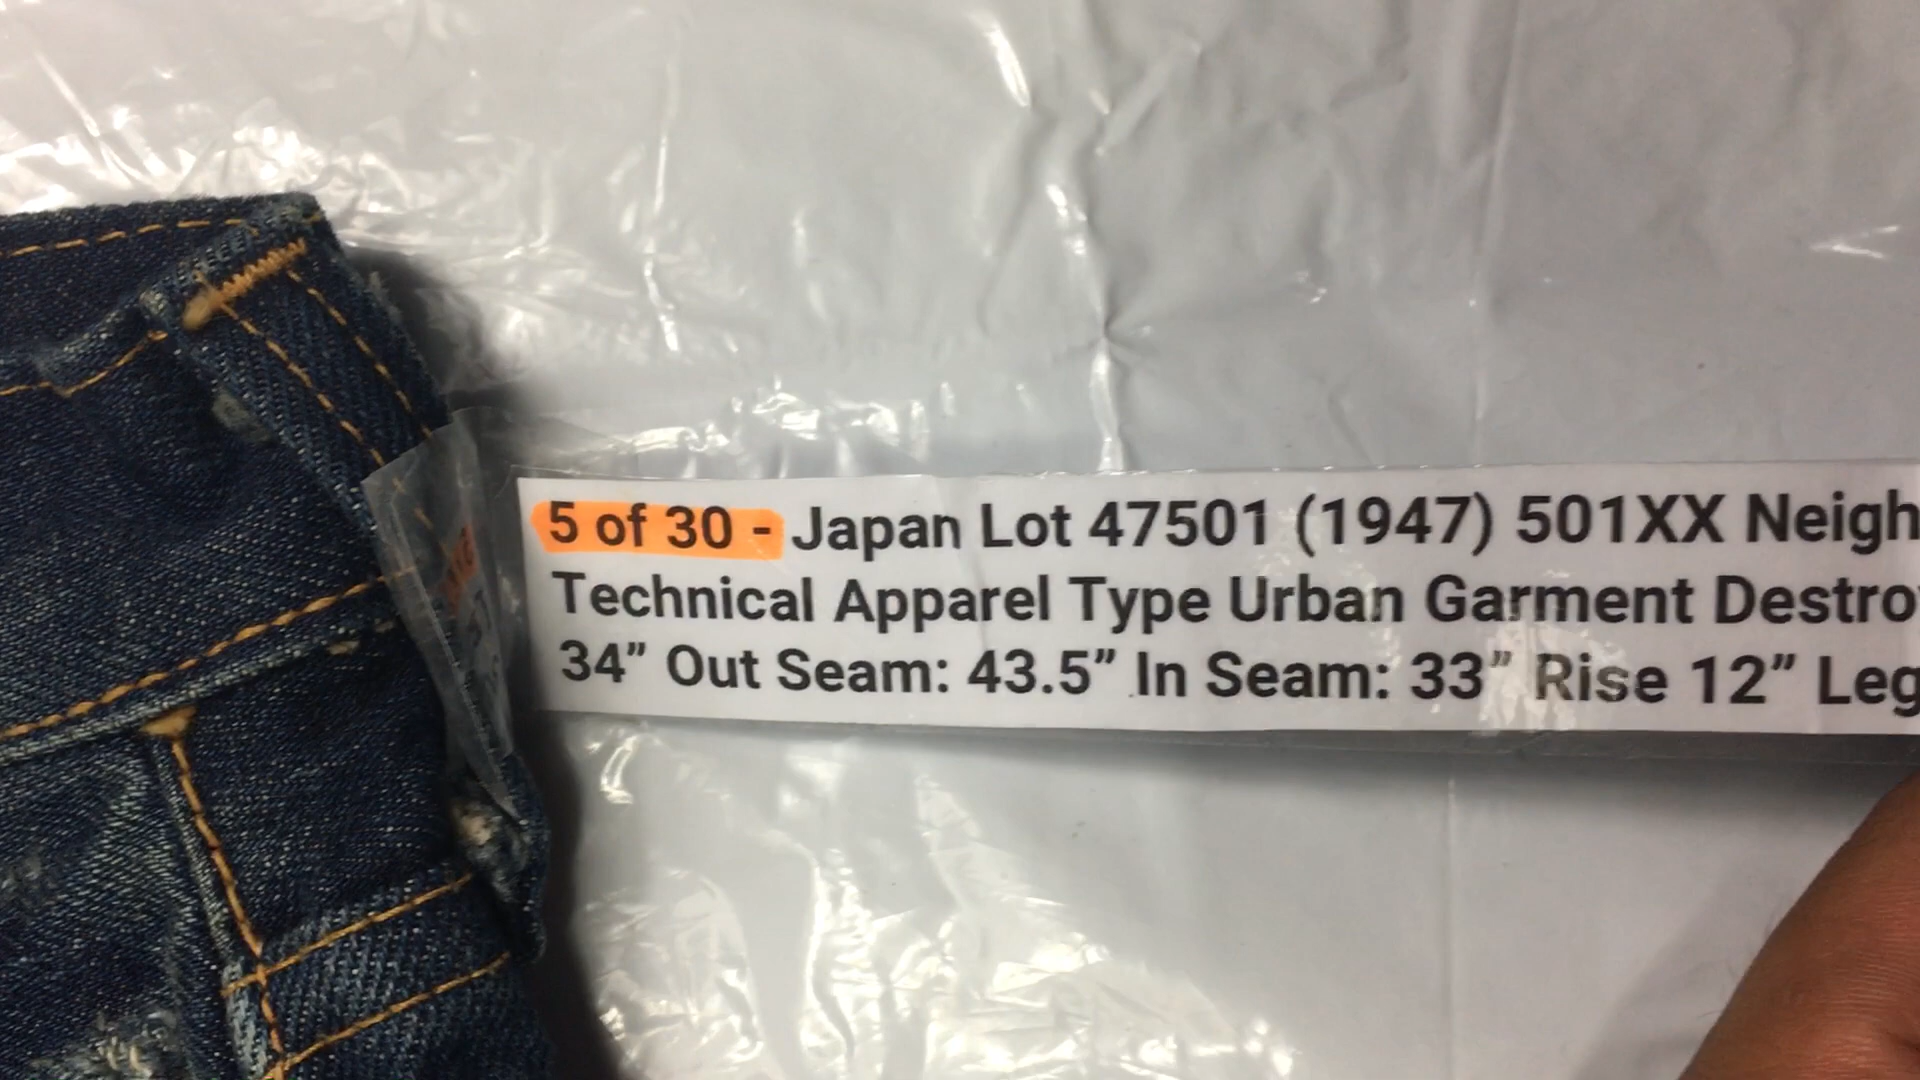 5 of 30 - Japan Lot 47501 (1947) 501XX Neigh
Technical Apparel Type Urban Garment Destro
34” Out Seam: 43.5” In Seam: 33” Rise 12” Leg